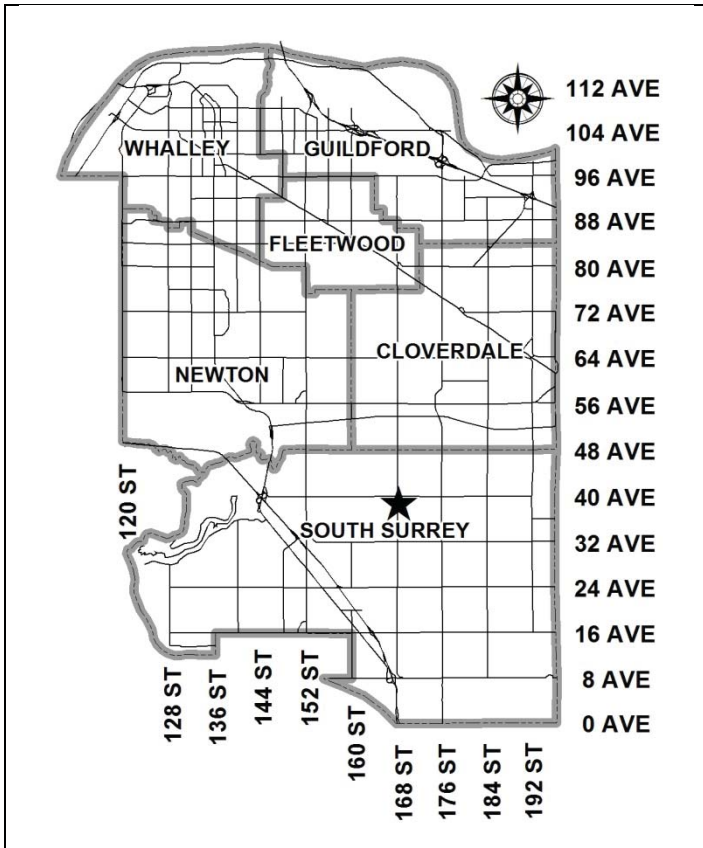 112 AVE
104 AVE
WHALLEY
GUILDFORD
96 AVE
88 AVE
FLEETWOOD
80 AVE
72 AVE
CLOVERDALE
64 AVE
NEWTON
56 AVE
48 AVE
120 ST
40 AVE
SOUTH SURREY
32 AVE
24 AVE
16 AVE
8 AVE
0 AVE
128 ST
136 ST
144 ST
152 ST
160 ST
168 ST
176 ST
184 ST
192 ST